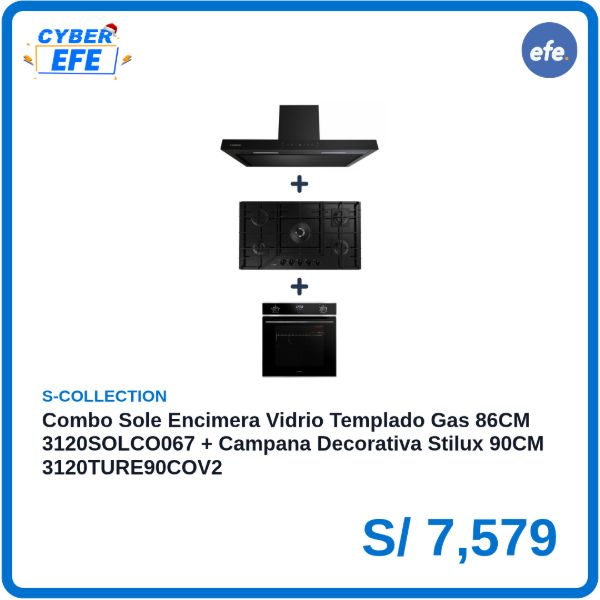 CYBER
EFE
efe.
S-COLLECTION
Combo Sole Encimera Vidrio Templado Gas 86CM
3120SOLCO067 + Campana Decorativa Stilux 90CM
3120TURE90COV2
S/ 7,579